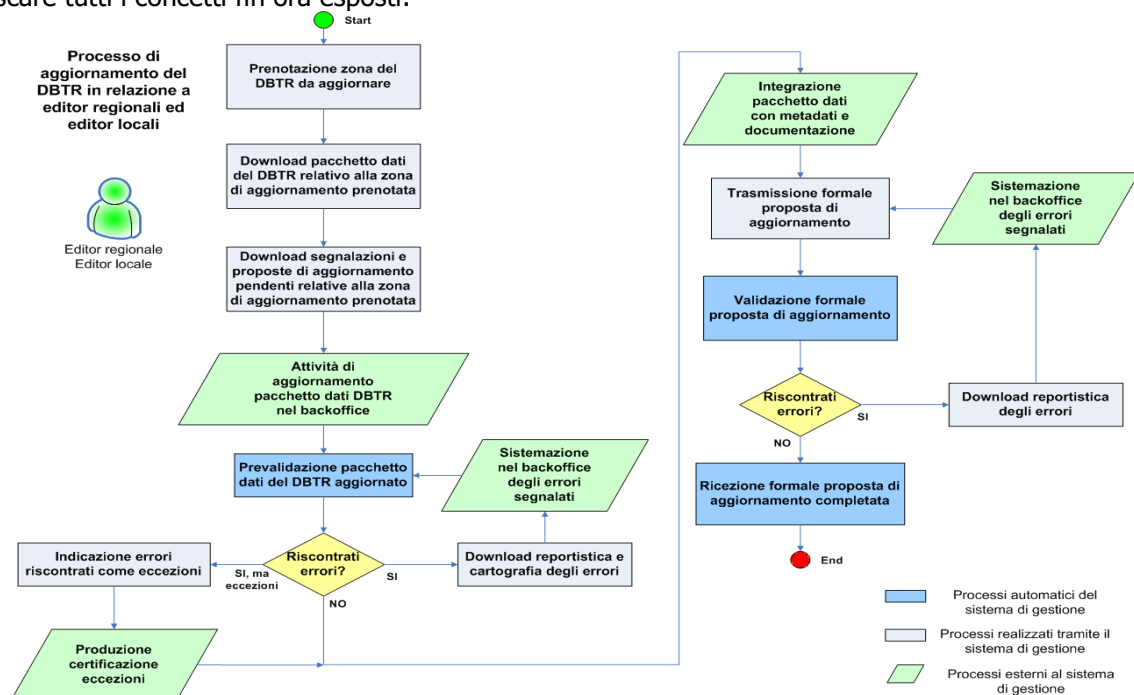 scare tutti i concetti fin ora esposti.
Start
Processo di
aggiornamento del
DBTR in relazione a
editor regionali ed
editor locali
Editor regionale
Editor locale
Prenotazione zona del
DBTR da aggiornare
Download pacchetto dati
del DBTR relativo alla zona
di aggiornamento prenotata
Download segnalazioni e
proposte di aggiornamento
pendenti relative alla zona
di aggiornamento prenotata
Attività di
aggiornamento
pacchetto dati DBTR
nel backoffice
Prevalidazione pacchetto
dati del DBTR aggiornato
Sistemazione
nel backoffice
degli errori
segnalati
Riscontrati
errori?
SI, ma
eccezioni
SI
NO
Indicazione errori
riscontrati come eccezioni
Download reportistica e
cartografia degli errori
Produzione
certificazione
eccezioni
Integrazione
pacchetto dati
con metadati e
documentazione
Trasmissione formale
proposta di
aggiornamento
Sistemazione
nel backoffice
degli errori
segnalati
Validazione formale
proposta di aggiornamento
Riscontrati
errori?
SI
NO
Download reportistica
degli errori
Ricezione formale proposta di
aggiornamento completata
End
Processi automatici del
sistema di gestione
Processi realizzati tramite il
sistema di gestione
Processi esterni al sistema
di gestione